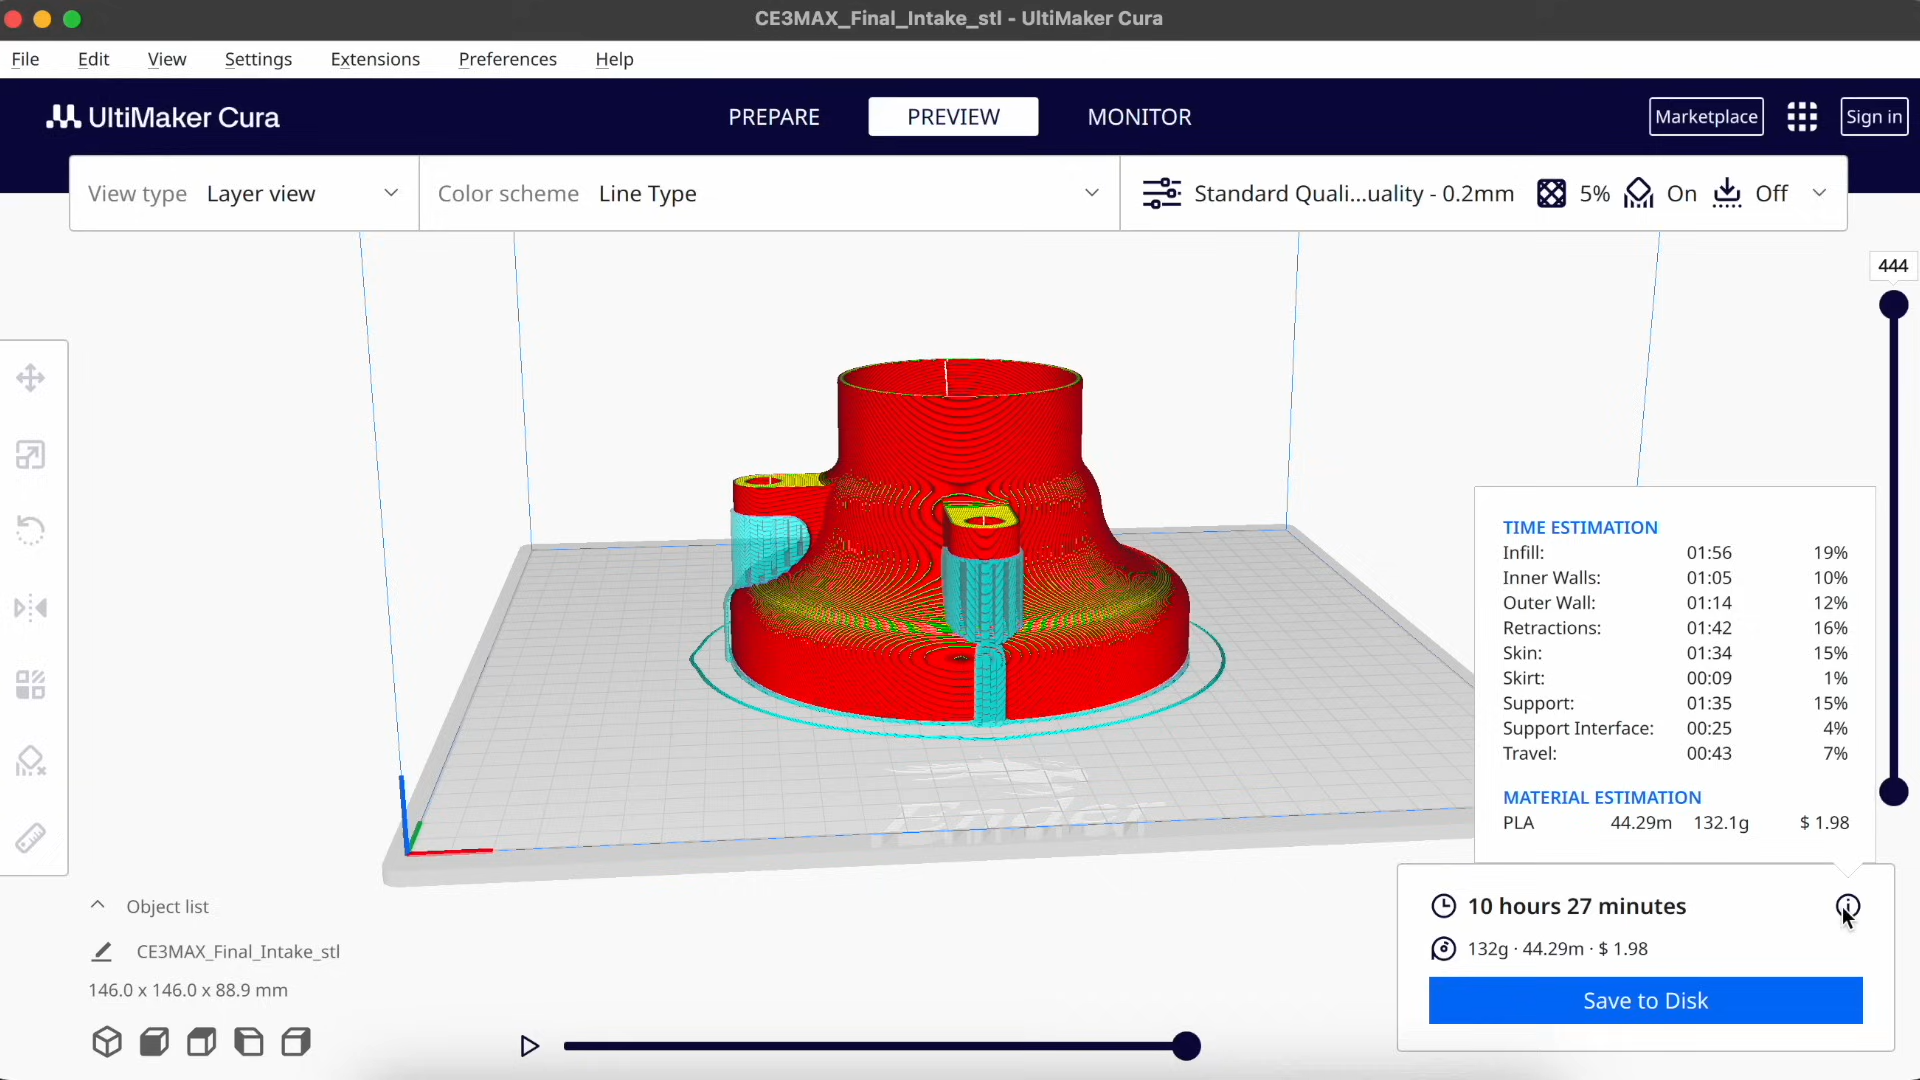 CE3MAX_Final_Intake_stl - UltiMaker Cura
File Edit View Settings Extensions Preferences Help
UltiMaker Cura
PREPARE PREVIEW MONITOR
Marketplace
Sign in
View type Layer view
Color scheme Line Type
Standard Quali...uality - 0.2mm 5% On Off
444
TIME ESTIMATION
Infill: 01:56 19%
Inner Walls: 01:05 10%
Outer Wall: 01:14 12%
Retractions: 01:42 16%
Skin: 01:34 15%
Skirt: 00:09 1%
Support: 01:35 15%
Support Interface: 00:25 4%
Travel: 00:43 7%
MATERIAL ESTIMATION
PLA 44.29m 132.1g $ 1.98
Ender
Object list
CE3MAX_Final_Intake_stl
146.0 x 146.0 x 88.9 mm
10 hours 27 minutes
132g · 44.29m · $ 1.98
Save to Disk